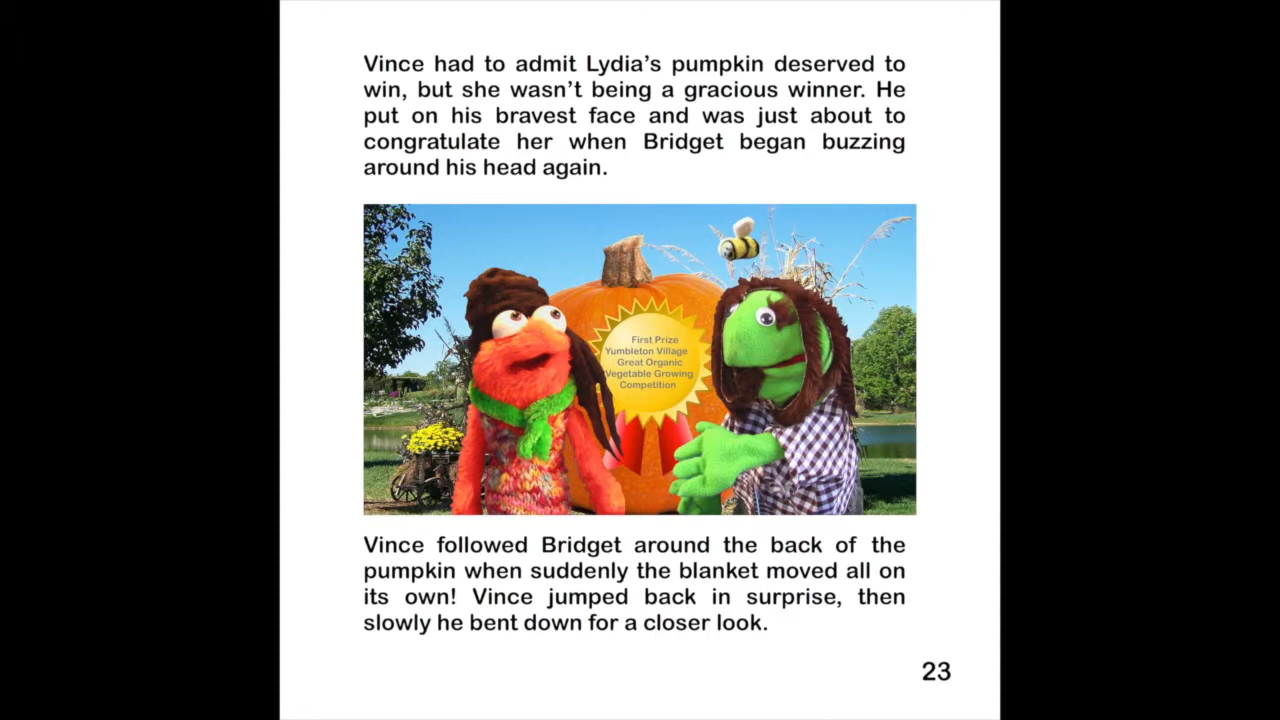 Vince had to admit Lydia's pumpkin deserved to
win, but she wasn't being a gracious winner. He
put on his bravest face and was just about to
congratulate her when Bridget began buzzing
around his head again.
First Prize
Yumbleton Village
Great Organic
Vegetable Growing
Competition
Vince followed Bridget around the back of the
pumpkin when suddenly the blanket moved all on
its own! Vince jumped back in surprise, then
slowly he bent down for a closer look.
23